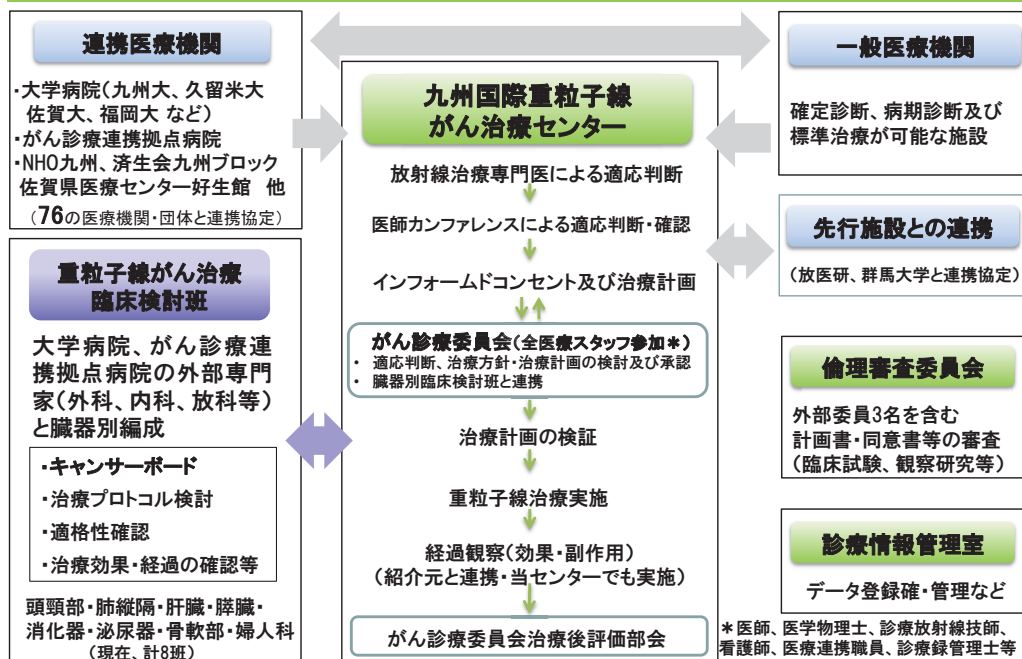 連携医療機関
・大学病院(九州大、久留米大
佐賀大、福岡大 など)
・がん診療連携拠点病院
・NHO九州、済生会九州ブロック
佐賀県医療センター好生館 他
(76の医療機関・団体と連携協定)
重粒子線がん治療
臨床検討班
大学病院、がん診療連
携拠点病院の外部専門
家(外科、内科、放科等)
と臓器別編成
・キャンサーボード
・治療プロトコル検討
・適格性確認
・治療効果・経過の確認等
頭頸部・肺縦隔・肝臓・膵臓・
消化器・泌尿器・骨軟部・婦人科
(現在、計8班)
九州国際重粒子線
がん治療センター
放射線治療専門医による適応判断
医師カンファレンスによる適応判断・確認
インフォームドコンセント及び治療計画
がん診療委員会(全医療スタッフ参加＊)
• 適応判断、治療方針・治療計画の検討及び承認
• 臓器別臨床検討班と連携
治療計画の検証
重粒子線治療実施
経過観察(効果・副作用)
(紹介元と連携・当センターでも実施)
がん診療委員会治療後評価部会
一般医療機関
確定診断、病期診断及び
標準治療が可能な施設
先行施設との連携
(放医研、群馬大学と連携協定)
倫理審査委員会
外部委員3名を含む
計画書・同意書等の審査
(臨床試験、観察研究等)
診療情報管理室
データ登録確・管理など
＊医師、医学物理士、診療放射線技師、
看護師、医療連携職員、診療録管理士等